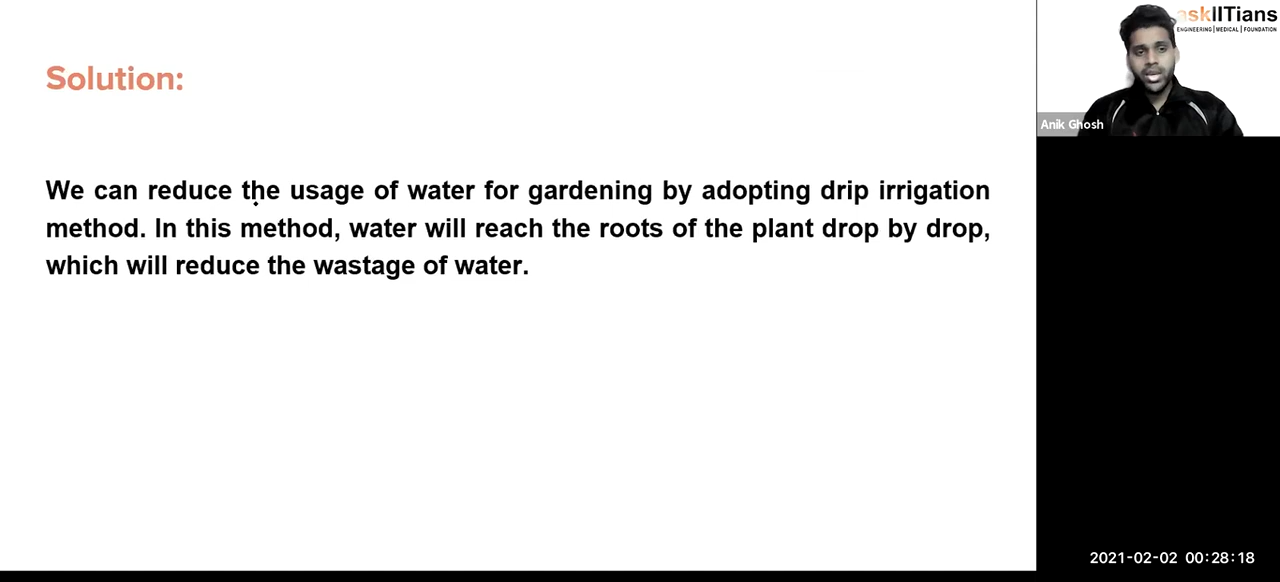 Solution:
We can reduce the usage of water for gardening by adopting drip irrigation
method. In this method, water will reach the roots of the plant drop by drop,
which will reduce the wastage of water.
askIITians
ENGINEERING | MEDICAL | FOUNDATION
Anik Ghosh
2021-02-02 00:28:18